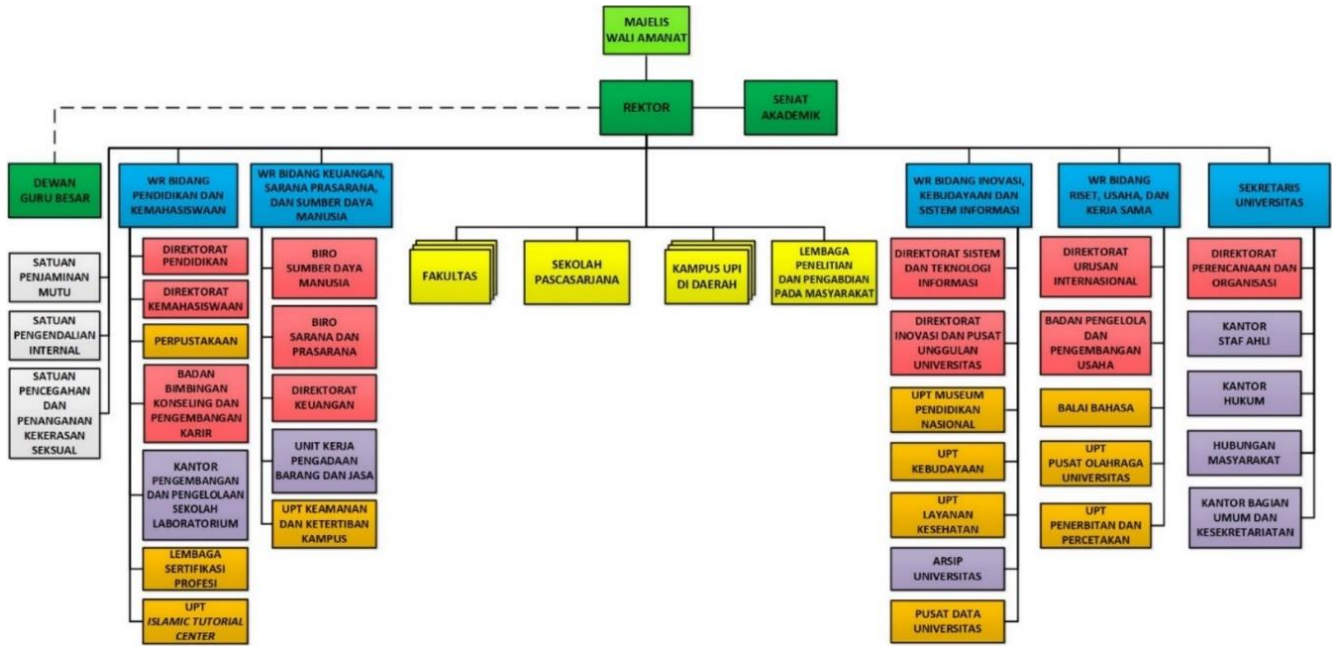 MAJELIS
WALI AMANAT
REKTOR
SENAT
AKADEMIK
DEWAN
GURU BESAR
SATUAN
PENJAMINAN
MUTU
SATUAN
PENGENDALIAN
INTERNAL
SATUAN
PENCEGAHAN
DAN
PENANGANAN
KEKERASAN
SEKSUAL
WR BIDANG
PENDIDIKAN DAN
KEMAHASISWAAN
DIREKTORAT
PENDIDIKAN
DIREKTORAT
KEMAHASISWAAN
PERPUSTAKAAN
BADAN
BIMBINGAN
KONSELING DAN
PENGEMBANGAN
KARIR
KANTOR
PENGEMBANGAN
DAN PENGELOLAAN
SEKOLAH
LABORATORIUM
LEMBAGA
SERTIFIKASI
PROFESI
UPT
ISLAMIC TUTORIAL
CENTER
WR BIDANG KEUANGAN,
SARANA PRASARANA,
DAN SUMBER DAYA
MANUSIA
BIRO
SUMBER DAYA
MANUSIA
BIRO
SARANA DAN
PRASARANA
DIREKTORAT
KEUANGAN
UNIT KERJA
PENGADAAN
BARANG DAN JASA
UPT KEAMANAN
DAN KETERTIBAN
KAMPUS
FAKULTAS
SEKOLAH
PASCASARJANA
KAMPUS UPI
DI DAERAH
LEMBAGA
PENELITIAN
DAN PENGABDIAN
PADA MASYARAKAT
WR BIDANG INOVASI,
KEBUDAYAAN DAN
SISTEM INFORMASI
DIREKTORAT SISTEM
DAN TEKNOLOGI
INFORMASI
DIREKTORAT
INOVASI DAN PUSAT
UNGGULAN
UNIVERSITAS
UPT MUSEUM
PENDIDIKAN
NASIONAL
UPT
KEBUDAYAAN
UPT
LAYANAN
KESEHATAN
ARSIP
UNIVERSITAS
PUSAT DATA
UNIVERSITAS
WR BIDANG
RISET, USAHA, DAN
KERJA SAMA
DIREKTORAT
URUSAN
INTERNASIONAL
BADAN PENGELOLA
DAN
PENGEMBANGAN
USAHA
BALAI BAHASA
UPT
PUSAT OLAHRAGA
UNIVERSITAS
UPT
PENERBITAN DAN
PERCETAKAN
SEKRETARIS
UNIVERSITAS
DIREKTORAT
PERENCANAAN DAN
ORGANISASI
KANTOR
STAF AHLI
KANTOR
HUKUM
HUBUNGAN
MASYARAKAT
KANTOR BAGIAN
UMUM DAN
KESEKRETARIATAN